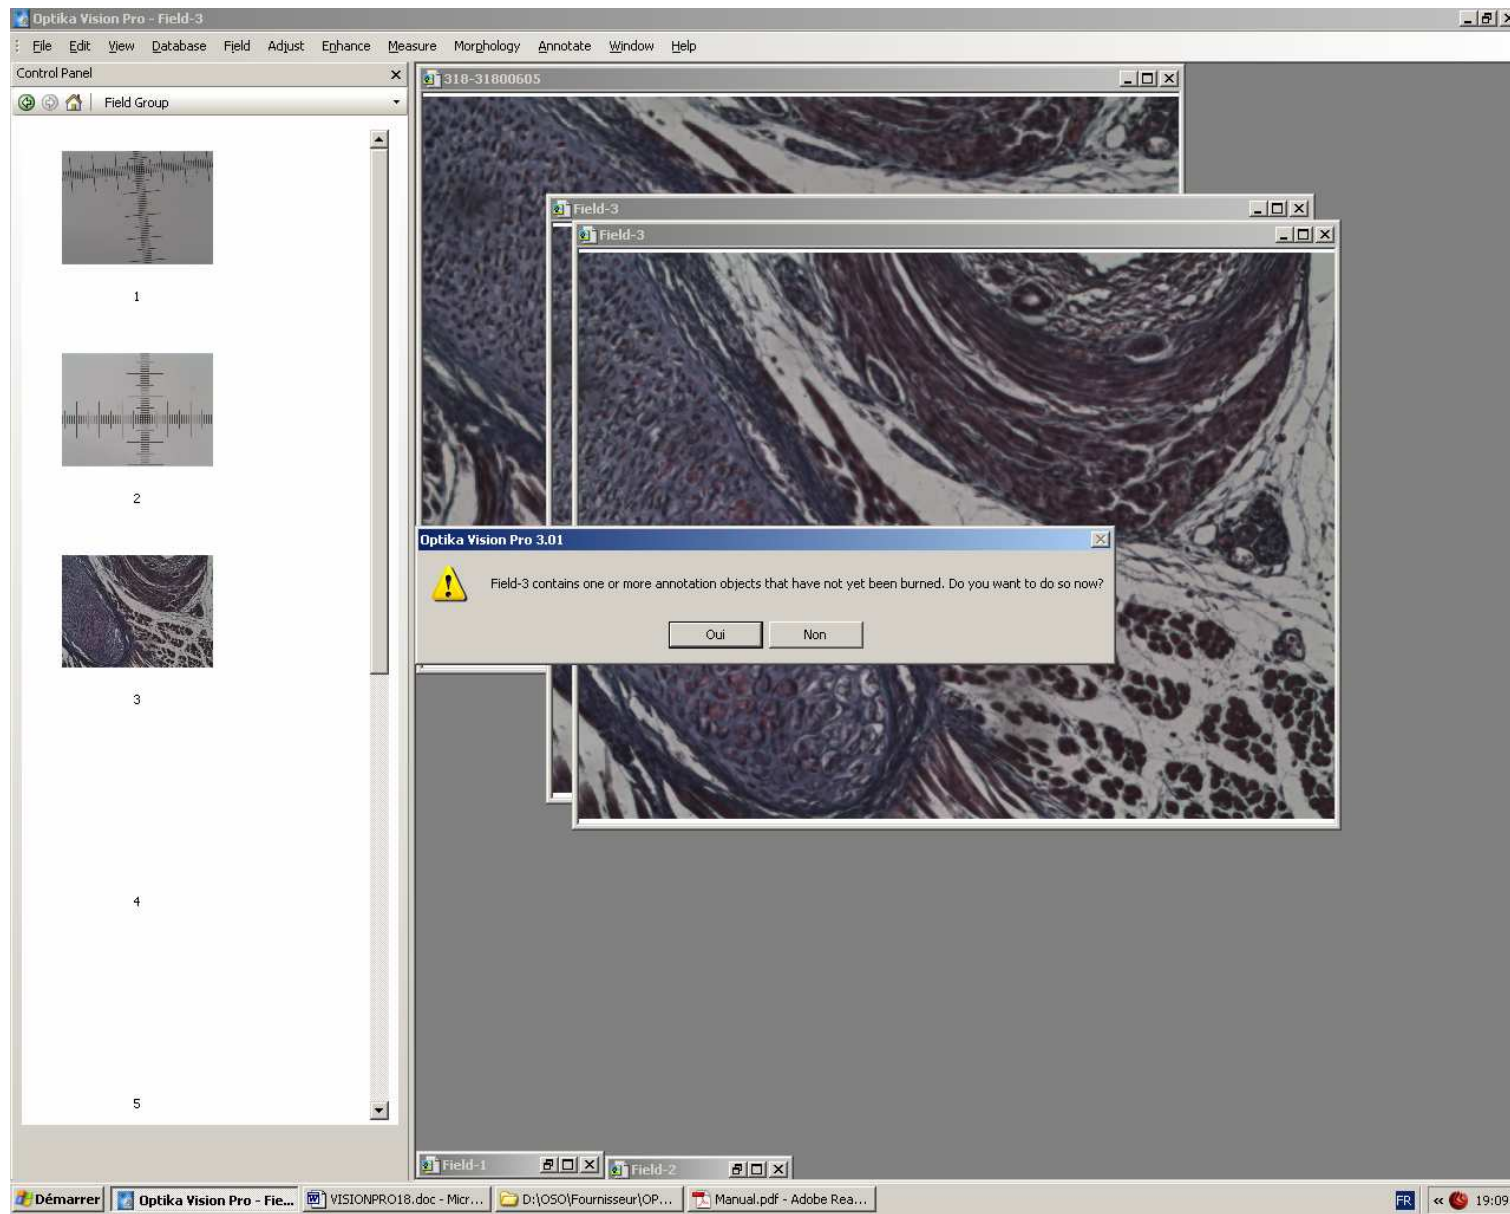 Optika Vision Pro - Field-3
File Edit View Database Field Adjust Enhance Measure Morphology Annotate Window Help
Control Panel
Field Group
1
2
3
4
5
318-31800605
Field-3
Field-3
Optika Vision Pro 3.01
Field-3 contains one or more annotation objects that have not yet been burned. Do you want to do so now?
Oui Non
Field-1 Field-2
Démarrer Optika Vision Pro - Fie... VISIONPRO18.doc - Micr... D:\OSO\Fournisseur\OP... Manual.pdf - Adobe Rea... FR « 19:09